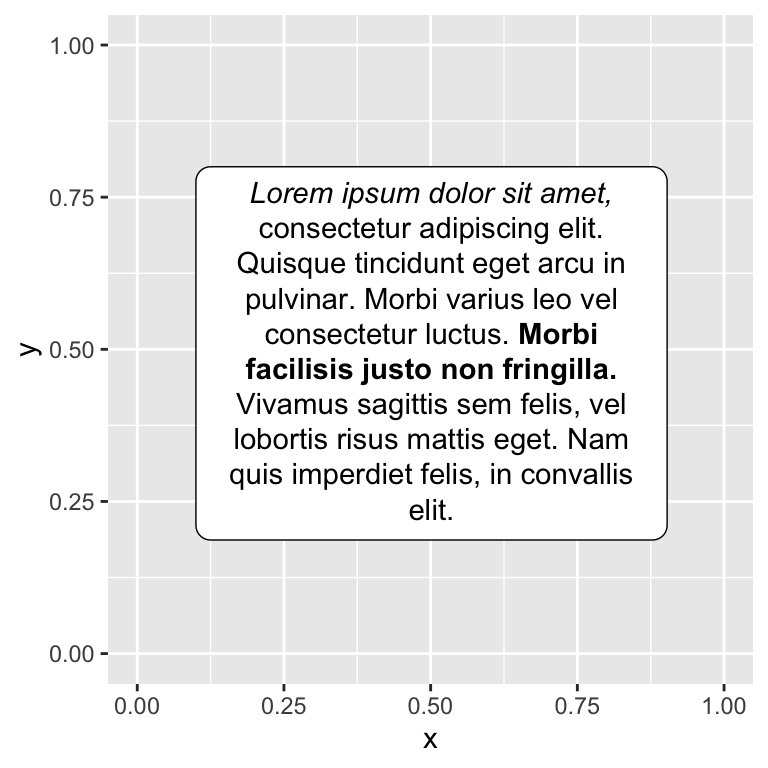 1.00
0.75
0.50
0.25
0.00
y
Lorem ipsum dolor sit amet,
consectetur adipiscing elit.
Quisque tincidunt eget arcu in
pulvinar. Morbi varius leo vel
consectetur luctus. Morbi
facilisis justo non fringilla.
Vivamus sagittis sem felis, vel
lobortis risus mattis eget. Nam
quis imperdiet felis, in convallis
elit.
0.00 0.25 0.50 0.75 1.00
x